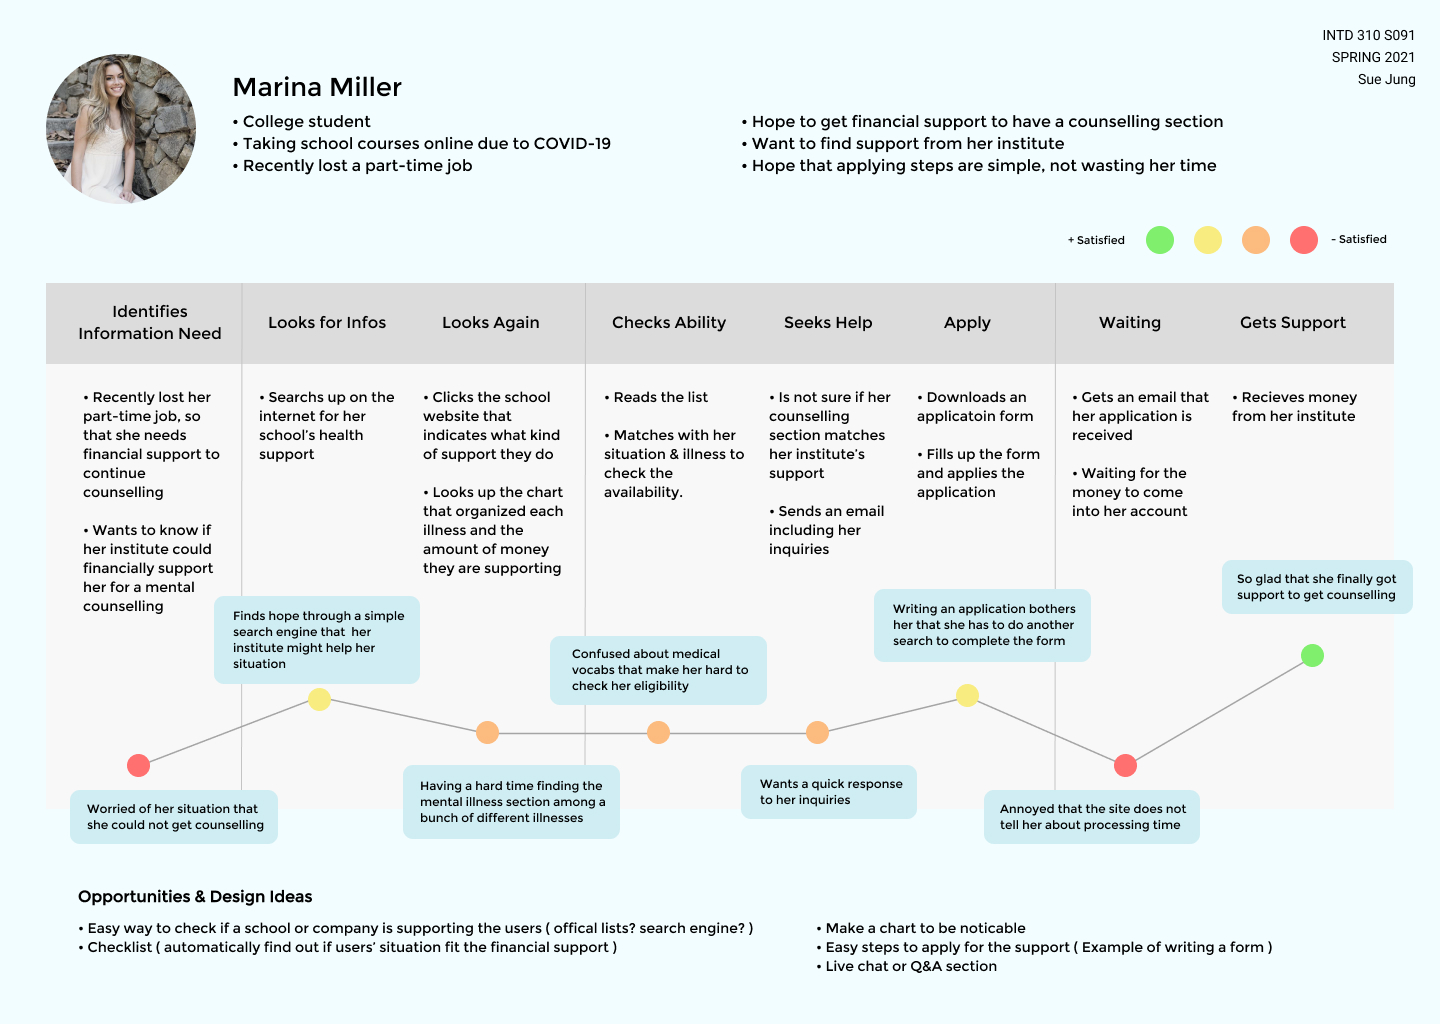 INTD 310 S091
SPRING 2021
Sue Jung
Marina Miller
• College student
• Taking school courses online due to COVID-19
• Recently lost a part-time job
• Hope to get financial support to have a counselling section
• Want to find support from her institute
• Hope that applying steps are simple, not wasting her time
+ Satisfied
- Satisfied
Identifies
Information Need
Looks for Infos
Looks Again
Checks Ability
Seeks Help
Apply
Waiting
Gets Support
• Recently lost her
part-time job, so
that she needs
financial support to
continue
counselling
• Wants to know if
her institute could
financially support
her for a mental
counselling
• Searchs up on the
internet for her
school's health
support
• Clicks the school
website that
indicates what kind
of support they do
• Looks up the chart
that organized each
illness and the
amount of money
they are supporting
• Reads the list
• Matches with her
situation & illness to
check the
availability.
• Is not sure if her
counselling
section matches
her institute's
support
• Sends an email
including her
inquiries
• Downloads an
applicatoin form
• Fills up the form
and applies the
application
• Gets an email that
her application is
received
• Waiting for the
money to come
into her account
• Recieves money
from her institute
Worried of her situation that
she could not get counselling
Finds hope through a simple
search engine that her
institute might help her
situation
Having a hard time finding the
mental illness section among a
bunch of different illnesses
Confused about medical
vocabs that make her hard to
check her eligibility
Wants a quick response
to her inquiries
Writing an application bothers
her that she has to do another
search to complete the form
Annoyed that the site does not
tell her about processing time
So glad that she finally got
support to get counselling
Opportunities & Design Ideas
• Easy way to check if a school or company is supporting the users ( offical lists? search engine? )
• Checklist ( automatically find out if users' situation fit the financial support )
• Make a chart to be noticable
• Easy steps to apply for the support ( Example of writing a form )
• Live chat or Q&A section